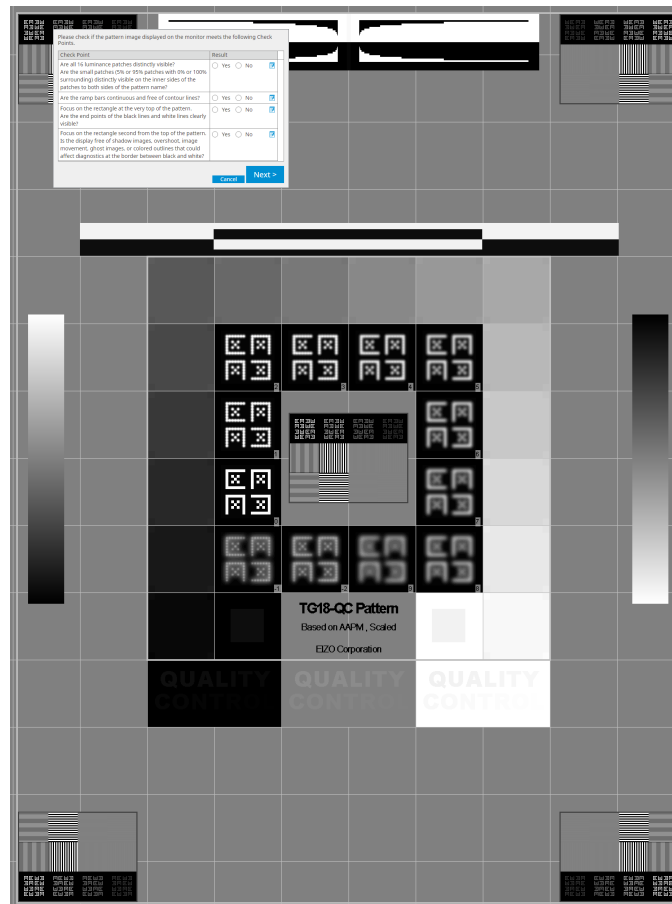 Please check if the pattern image displayed on the monitor meets the following Check
Points.
Check Point Result
Are all 16 luminance patches distinctly visible?
Are the small patches (5% or 95% patches with 0% or 100%
surrounding) distinctly visible on the inner sides of the
patches to both sides of the pattern name?
Yes No
Are the ramp bars continuous and free of contour lines?
Yes No
Focus on the rectangle at the very top of the pattern.
Are the end points of the black lines and white lines clearly
visible?
Yes No
Focus on the rectangle second from the top of the pattern.
Is the display free of shadow images, overshoot, image
movement, ghost images, or colored outlines that could
affect diagnostics at the border between black and white?
Yes No
Cancel
Next >
TG18-QC Pattern
Based on AAPM , Scaled
EIZO Corporation
QUALITY
CONTROL
QUALITY
CONTROL
QUALITY
CONTROL